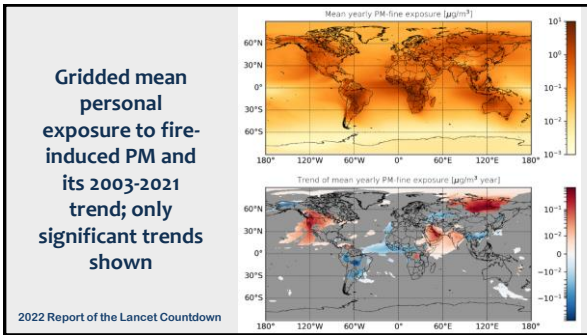 Gridded mean
personal
exposure to fire-
induced PM and
its 2003-2021
trend; only
significant trends
shown
2022 Report of the Lancet Countdown
Mean yearly PM-fine exposure [μg/m³]
60°N
30°N
0°
30°S
60°S
180° 120°W 60°W 0° 60°E 120°E 180°
10¹
10⁰
10⁻¹
10⁻²
10⁻³
Trend of mean yearly PM-fine exposure [μg/m³ year]
60°N
30°N
0°
30°S
60°S
180° 120°W 60°W 0° 60°E 120°E 180°
10⁻¹
10⁻²
0
−10⁻²
−10⁻¹